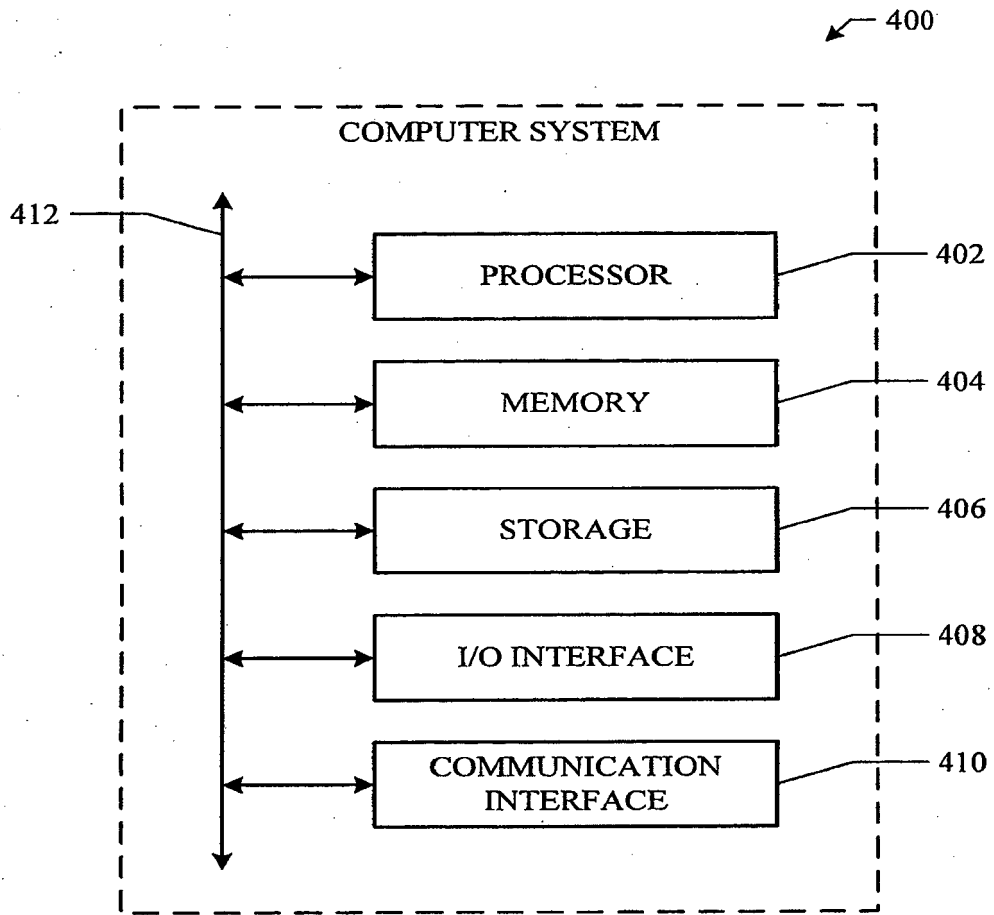 400
COMPUTER SYSTEM
412
PROCESSOR
402
MEMORY
404
STORAGE
406
I/O INTERFACE
408
COMMUNICATION
INTERFACE
410